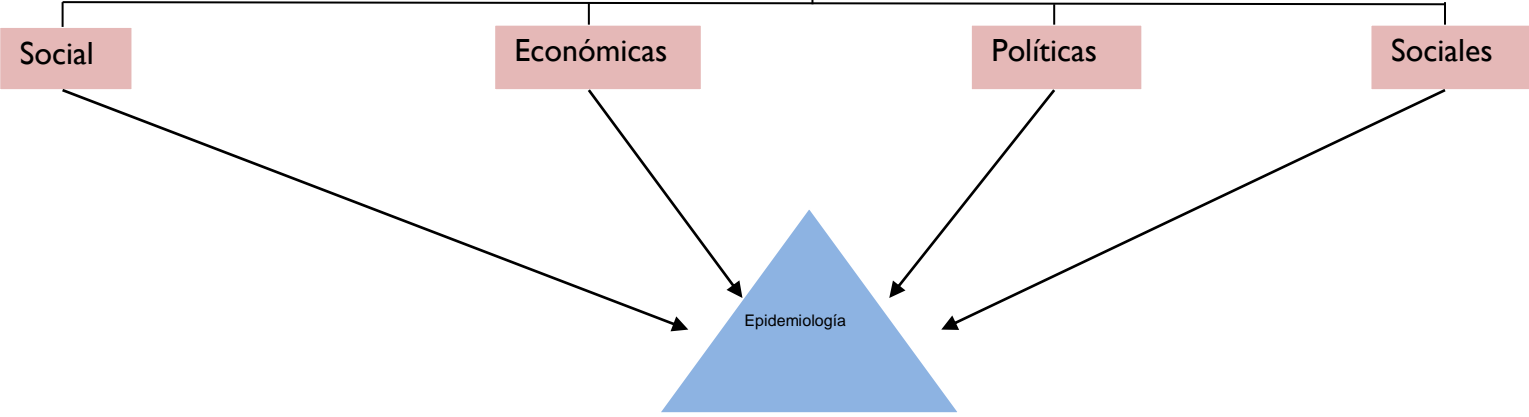 Social
Económicas
Políticas
Sociales
Epidemiología